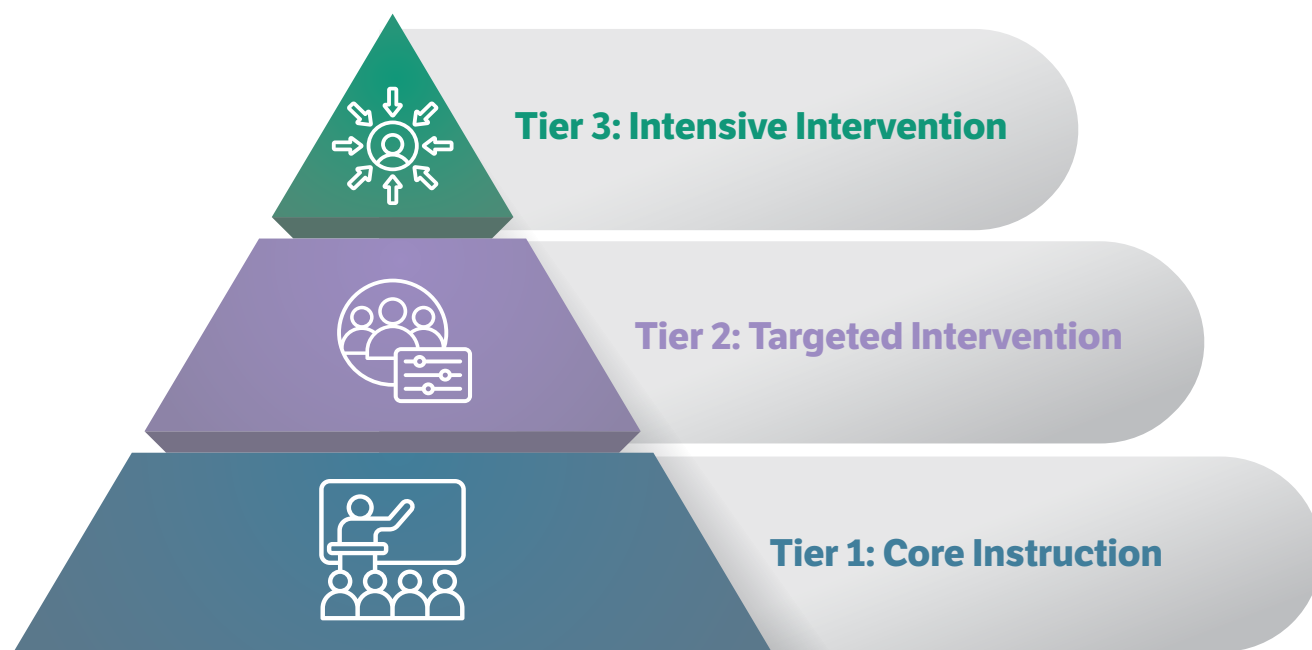 Tier 3: Intensive Intervention
Tier 2: Targeted Intervention
Tier 1: Core Instruction